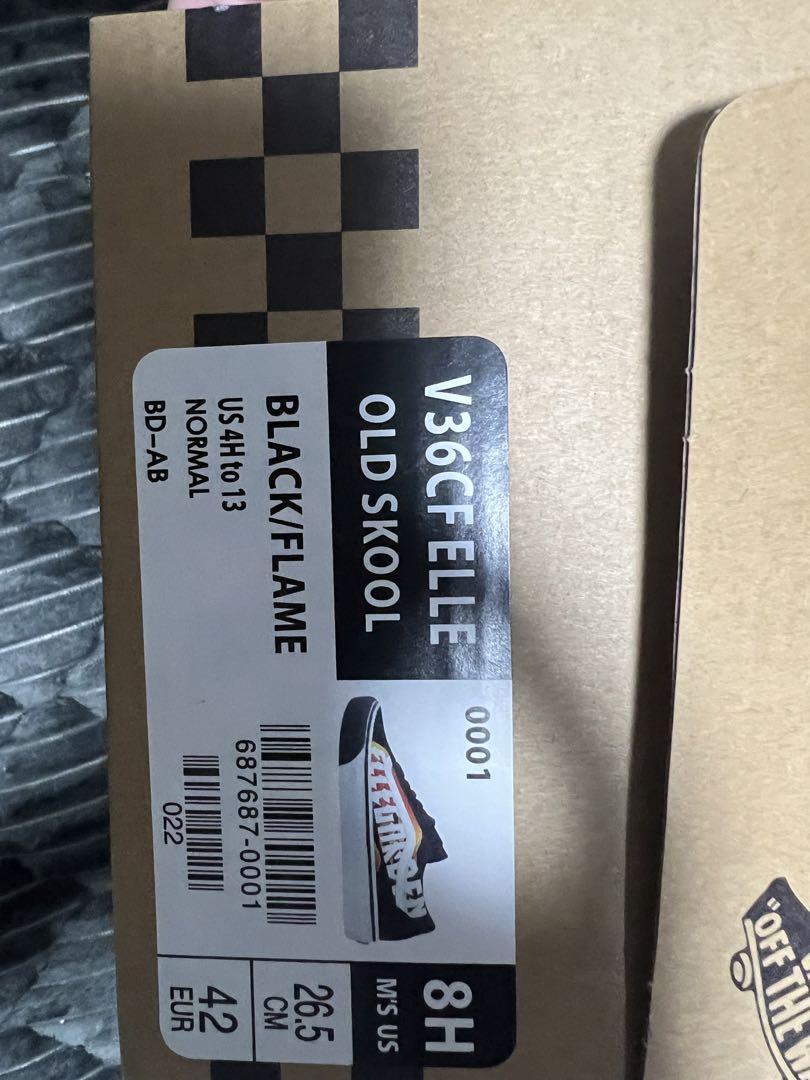 V36CF ELLE
OLD SKOOL
0001
BLACK/FLAME
US 4H to 13
NORMAL
BD-AB
687687-0001
022
8H
M'S US
26.5
CM
42
EUR
"OFF THE